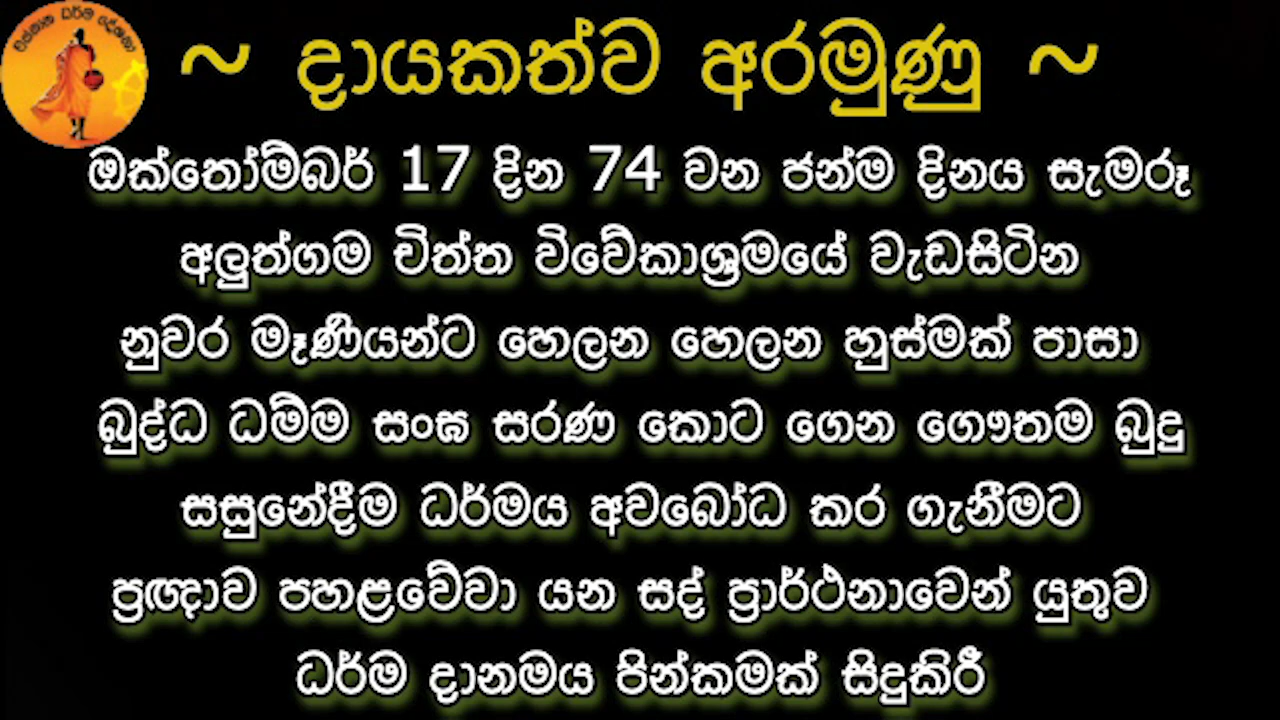 ~ දායකත්ව අරමුණු ~
ඔක්තෝම්බර් 17 දින 74 වන ජන්ම දිනය සැමරූ
අලුත්ගම චිත්ත විවේකාශ්‍රමයේ වැඩසිටින
නුවර මෑණියන්ට හෙලන හෙලන හුස්මක් පාසා
බුද්ධ ධම්ම සංඝ සරණ කොට ගෙන ගෞතම බුදු
සසුනේදීම ධර්මය අවබෝධ කර ගැනීමට
ප්‍රඥාව පහළවේවා යන සද් ප්‍රාර්ථනාවෙන් යුතුව
ධර්ම දානමය පින්කමක් සිදුකිරී